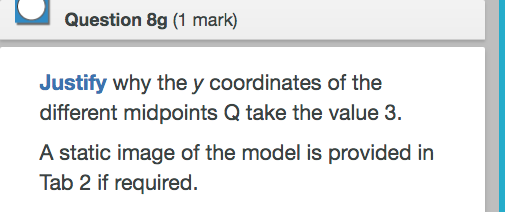 Question 8g (1 mark)
Justify why the y coordinates of the
different midpoints Q take the value 3.
A static image of the model is provided in
Tab 2 if required.